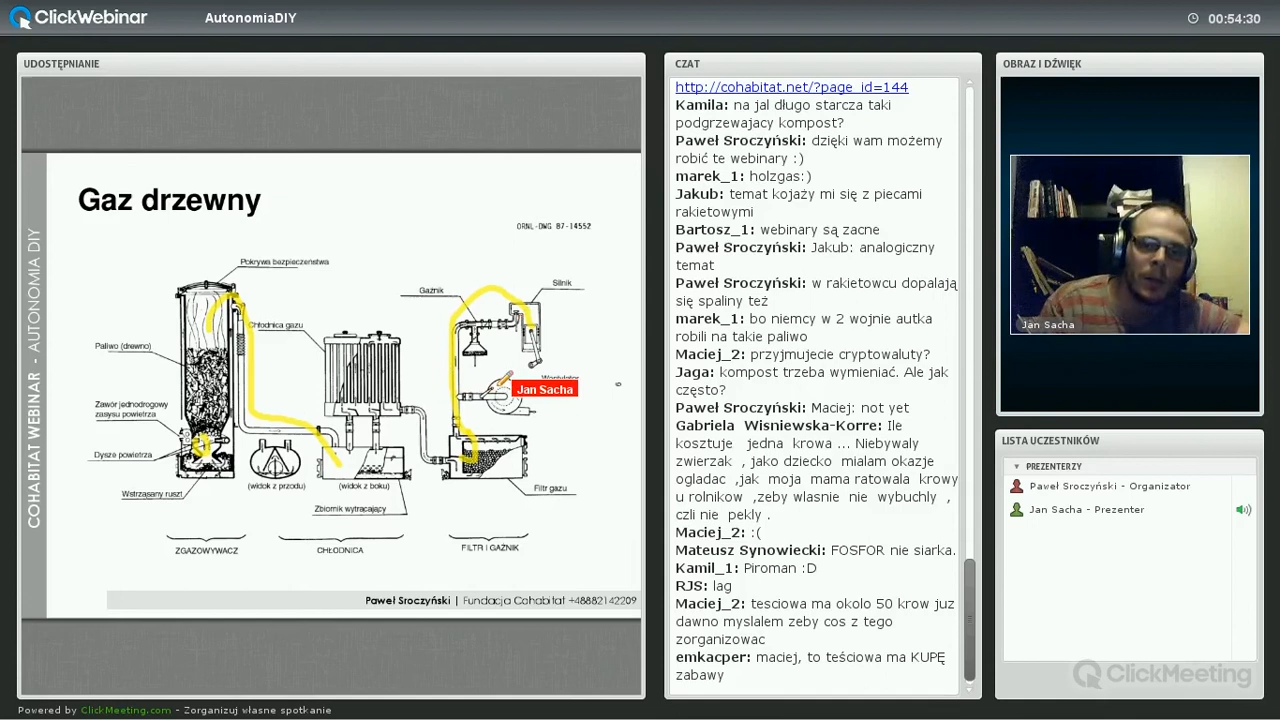 ClickWebinar
AutonomiaDIY
00:54:30
UDOSTĘPNIANIE
Gaz drzewny
ORNL-DWG 87-14552
Pokrywa bezpieczeństwa
Silnik
Gaźnik
Chłodnica gazu
Paliwo (drewno)
Jan Sacha
Zawór jednodrogowy
zasysu powietrza
Dysze powietrza
(widok z przodu)
(widok z boku)
Wstrząsany ruszt
Filtr gazu
Zbiornik wytrącający
ZGAZOWYWACZ
CHŁODNICA
FILTR I GAŹNIK
COHABITAT WEBINAR - AUTONOMIA DIY
Paweł Sroczyński | Fundacja Cohabitat +48882142209
CZAT
http://cohabitat.net/?page_id=144
Kamila: na jal długo starcza taki
podgrzewajacy kompost?
Paweł Sroczyński: dzięki wam możemy
robić te webinary :)
marek_1: holzgas:)
Jakub: temat kojaży mi się z piecami
rakietowymi
Bartosz_1: webinary są zacne
Paweł Sroczyński: Jakub: analogiczny
temat
Paweł Sroczyński: w rakietowcu dopalają
się spaliny też
marek_1: bo niemcy w 2 wojnie autka
robili na takie paliwo
Maciej_2: przyjmujecie cryptowaluty?
Jaga: kompost trzeba wymieniać. Ale jak
często?
Paweł Sroczyński: Maciej: not yet
Gabriela Wisniewska-Korre: Ile
kosztuje jedna krowa ... Niebywaly
zwierzak , jako dziecko mialam okazje
ogladac ,jak moja mama ratowala krowy
u rolnikow ,zeby wlasnie nie wybuchly ,
czli nie pekly .
Maciej_2: :(
Mateusz Synowiecki: FOSFOR nie siarka.
Kamil_1: Piroman :D
RJS: lag
Maciej_2: tesciowa ma okolo 50 krow juz
dawno myslalem zeby cos z tego
zorganizowac
emkacper: maciej, to teściowa ma KUPĘ
zabawy
OBRAZ I DŹWIĘK
Jan Sacha
LISTA UCZESTNIKÓW
PREZENTERZY
Paweł Sroczyński - Organizator
Jan Sacha - Prezenter
ClickMeeting
Powered by ClickMeeting.com - Zorganizuj własne spotkanie